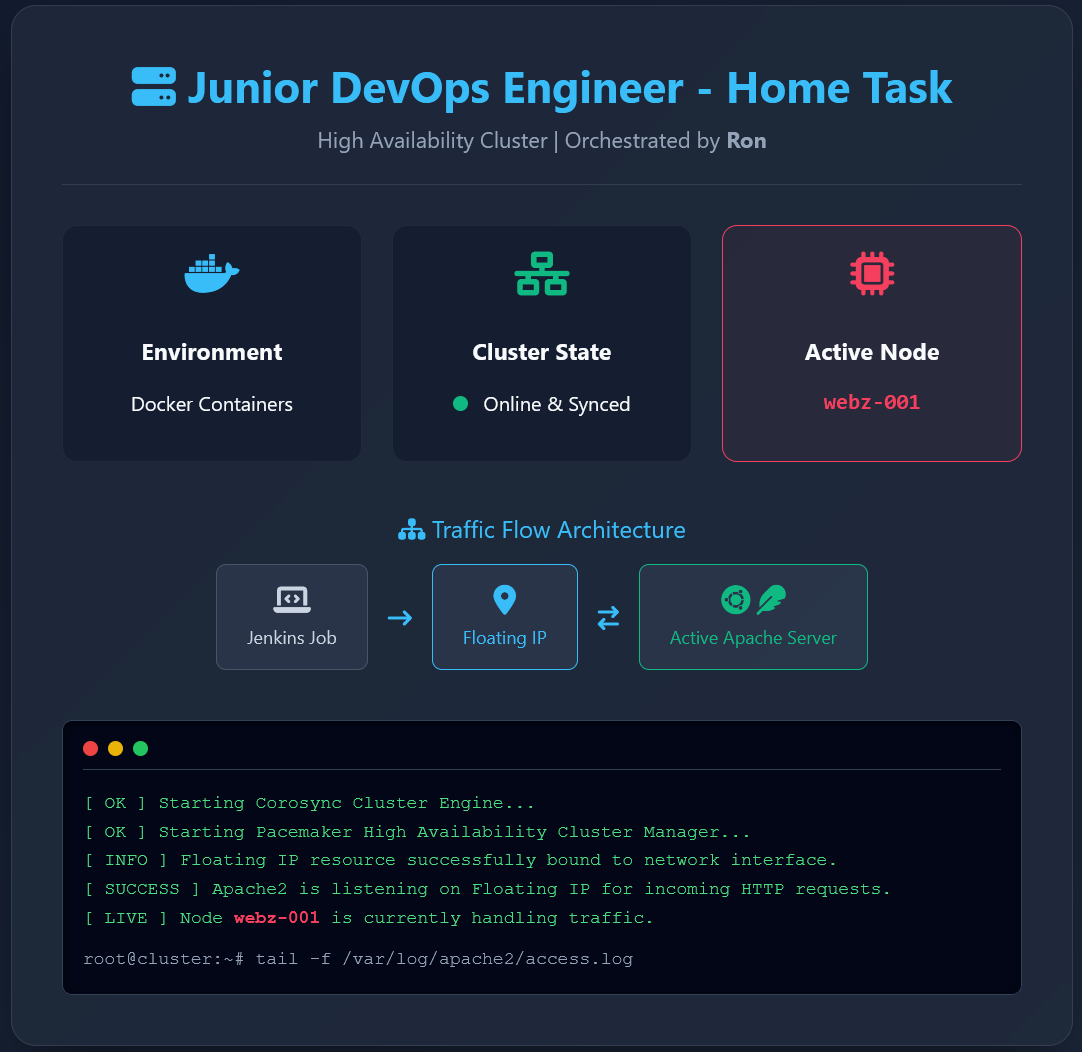 Junior DevOps Engineer - Home Task
High Availability Cluster | Orchestrated by Ron
Environment
Docker Containers
Cluster State
Online & Synced
Active Node
webz-001
Traffic Flow Architecture
Jenkins Job
Floating IP
Active Apache Server
[ OK ] Starting Corosync Cluster Engine...
[ OK ] Starting Pacemaker High Availability Cluster Manager...
[ INFO ] Floating IP resource successfully bound to network interface.
[ SUCCESS ] Apache2 is listening on Floating IP for incoming HTTP requests.
[ LIVE ] Node webz-001 is currently handling traffic.
root@cluster:~# tail -f /var/log/apache2/access.log